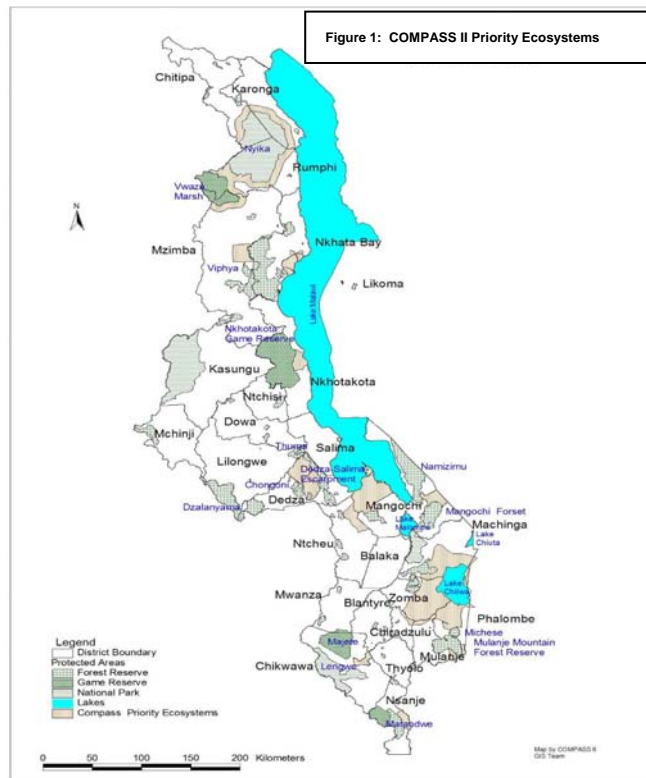 Figure 1: COMPASS II Priority Ecosystems
Chitipa
Karonga
Nyika
Rumphi
Vwaza
Marsh
N
Mzimba
Nkhata Bay
Viphya
Likoma
Lake Malawi
Nkhotakota
Game Reserve
Kasungu
Nkhotakota
Ntchisi
Dowa
Mchinji
Salima
Thuma
Lilongwe
Dedza-Salima
Escarpment
Namizimu
Chongoni
Dedza
Mangochi
Mangochi Forset
Dzalanyama
Machinga
Lake
Malombe
Lake
Chiuta
Ntcheu
Balaka
Lake
Chilwa
Mwanza
Zomba
Blantyre
Phalombe
Chiradzulu
Michese
Majete
Mulanje Mountain
Forest Reserve
Mulanje
Chikwawa
Lengwe
Thyolo
Nsanje
Matandwe
Legend
District Boundary
Protected Areas
Forest Reserve
Game Reserve
National Park
Lakes
Compass Priority Ecosystems
0 50 100 150 200 Kilometers
Map by COMPASS II
GIS Team